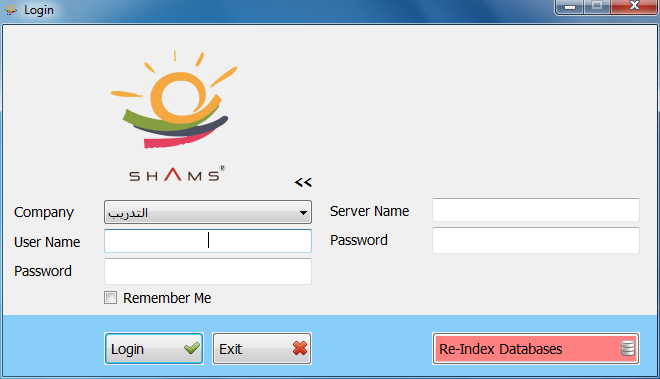 Login
SHAMS®
<<
Company
التدريب
Server Name
User Name
Password
Password
Remember Me
Login
Exit
Re-Index Databases